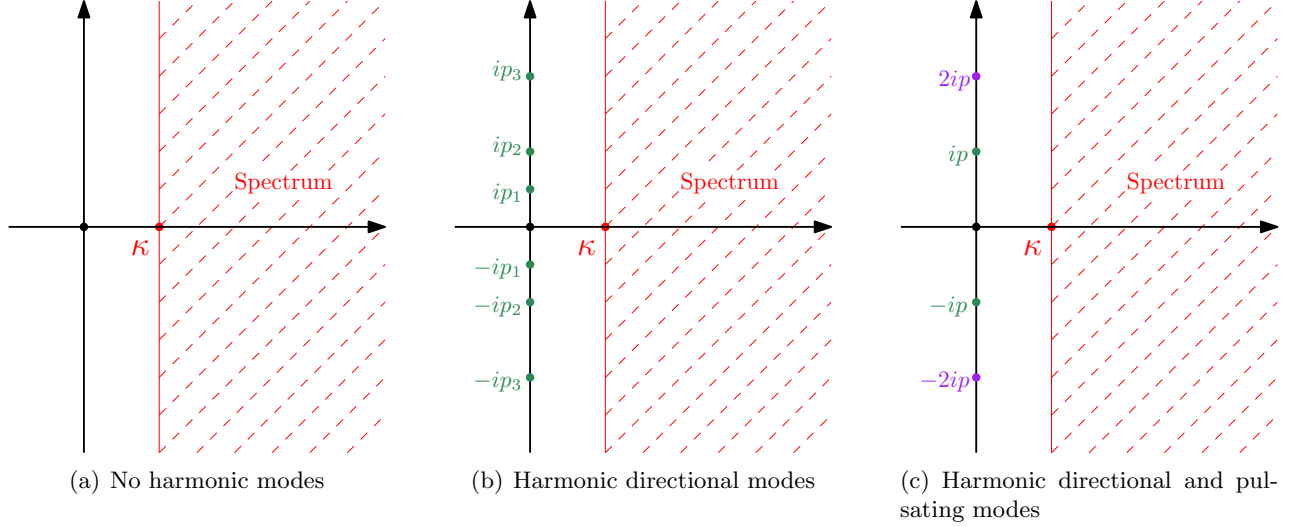 Spectrum
κ
(a) No harmonic modes
ip₃
ip₂
ip₁
Spectrum
κ
−ip₁
−ip₂
−ip₃
(b) Harmonic directional modes
2ip
ip
Spectrum
κ
−ip
−2ip
(c) Harmonic directional and pul-
sating modes